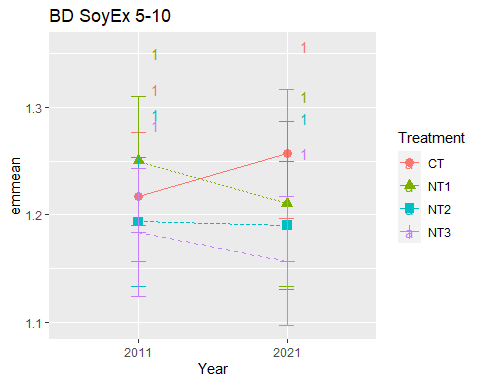 BD SoyEx 5-10
1
1
1
1
1
1
1
1
1.3
1.2
1.1
emmean
2011 2021
Year
Treatment
a CT
a NT1
a NT2
a NT3